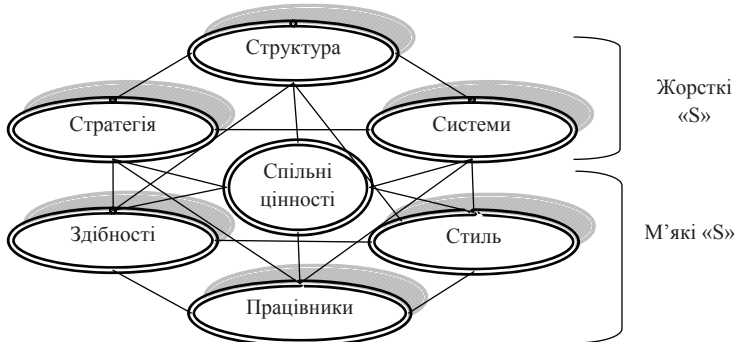 Структура
Жорсткі
«S»
Стратегія
Системи
Спільні
цінності
Здібності
Стиль
М’які «S»
Працівники